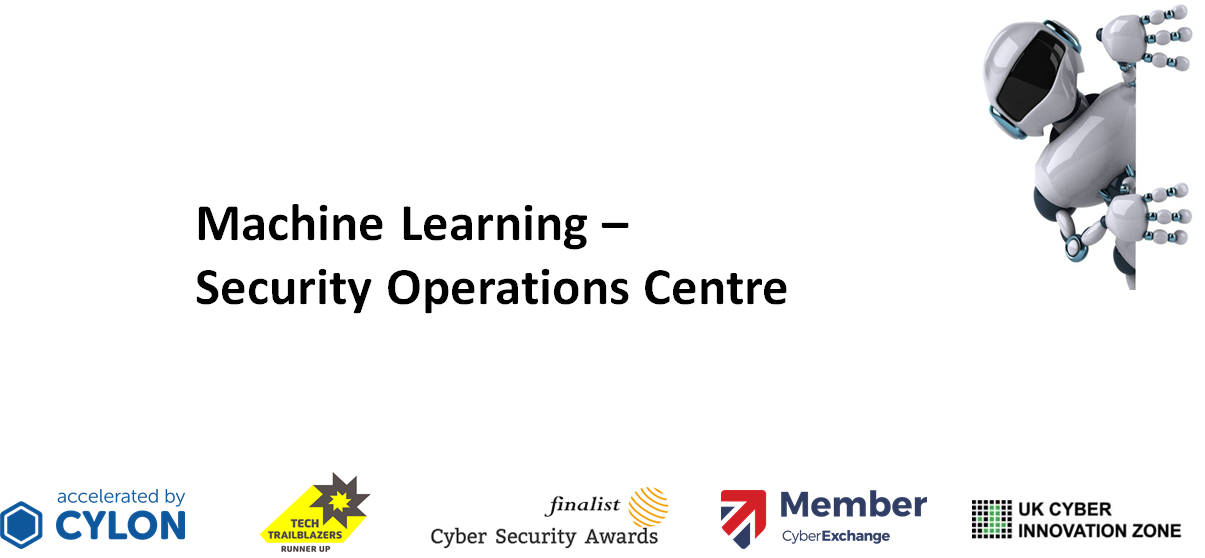 Machine Learning –
Security Operations Centre
accelerated by
CYLON
TECH
TRAILBLAZERS
RUNNER UP
finalist
Cyber Security Awards
Member
CyberExchange
UK CYBER
INNOVATION ZONE